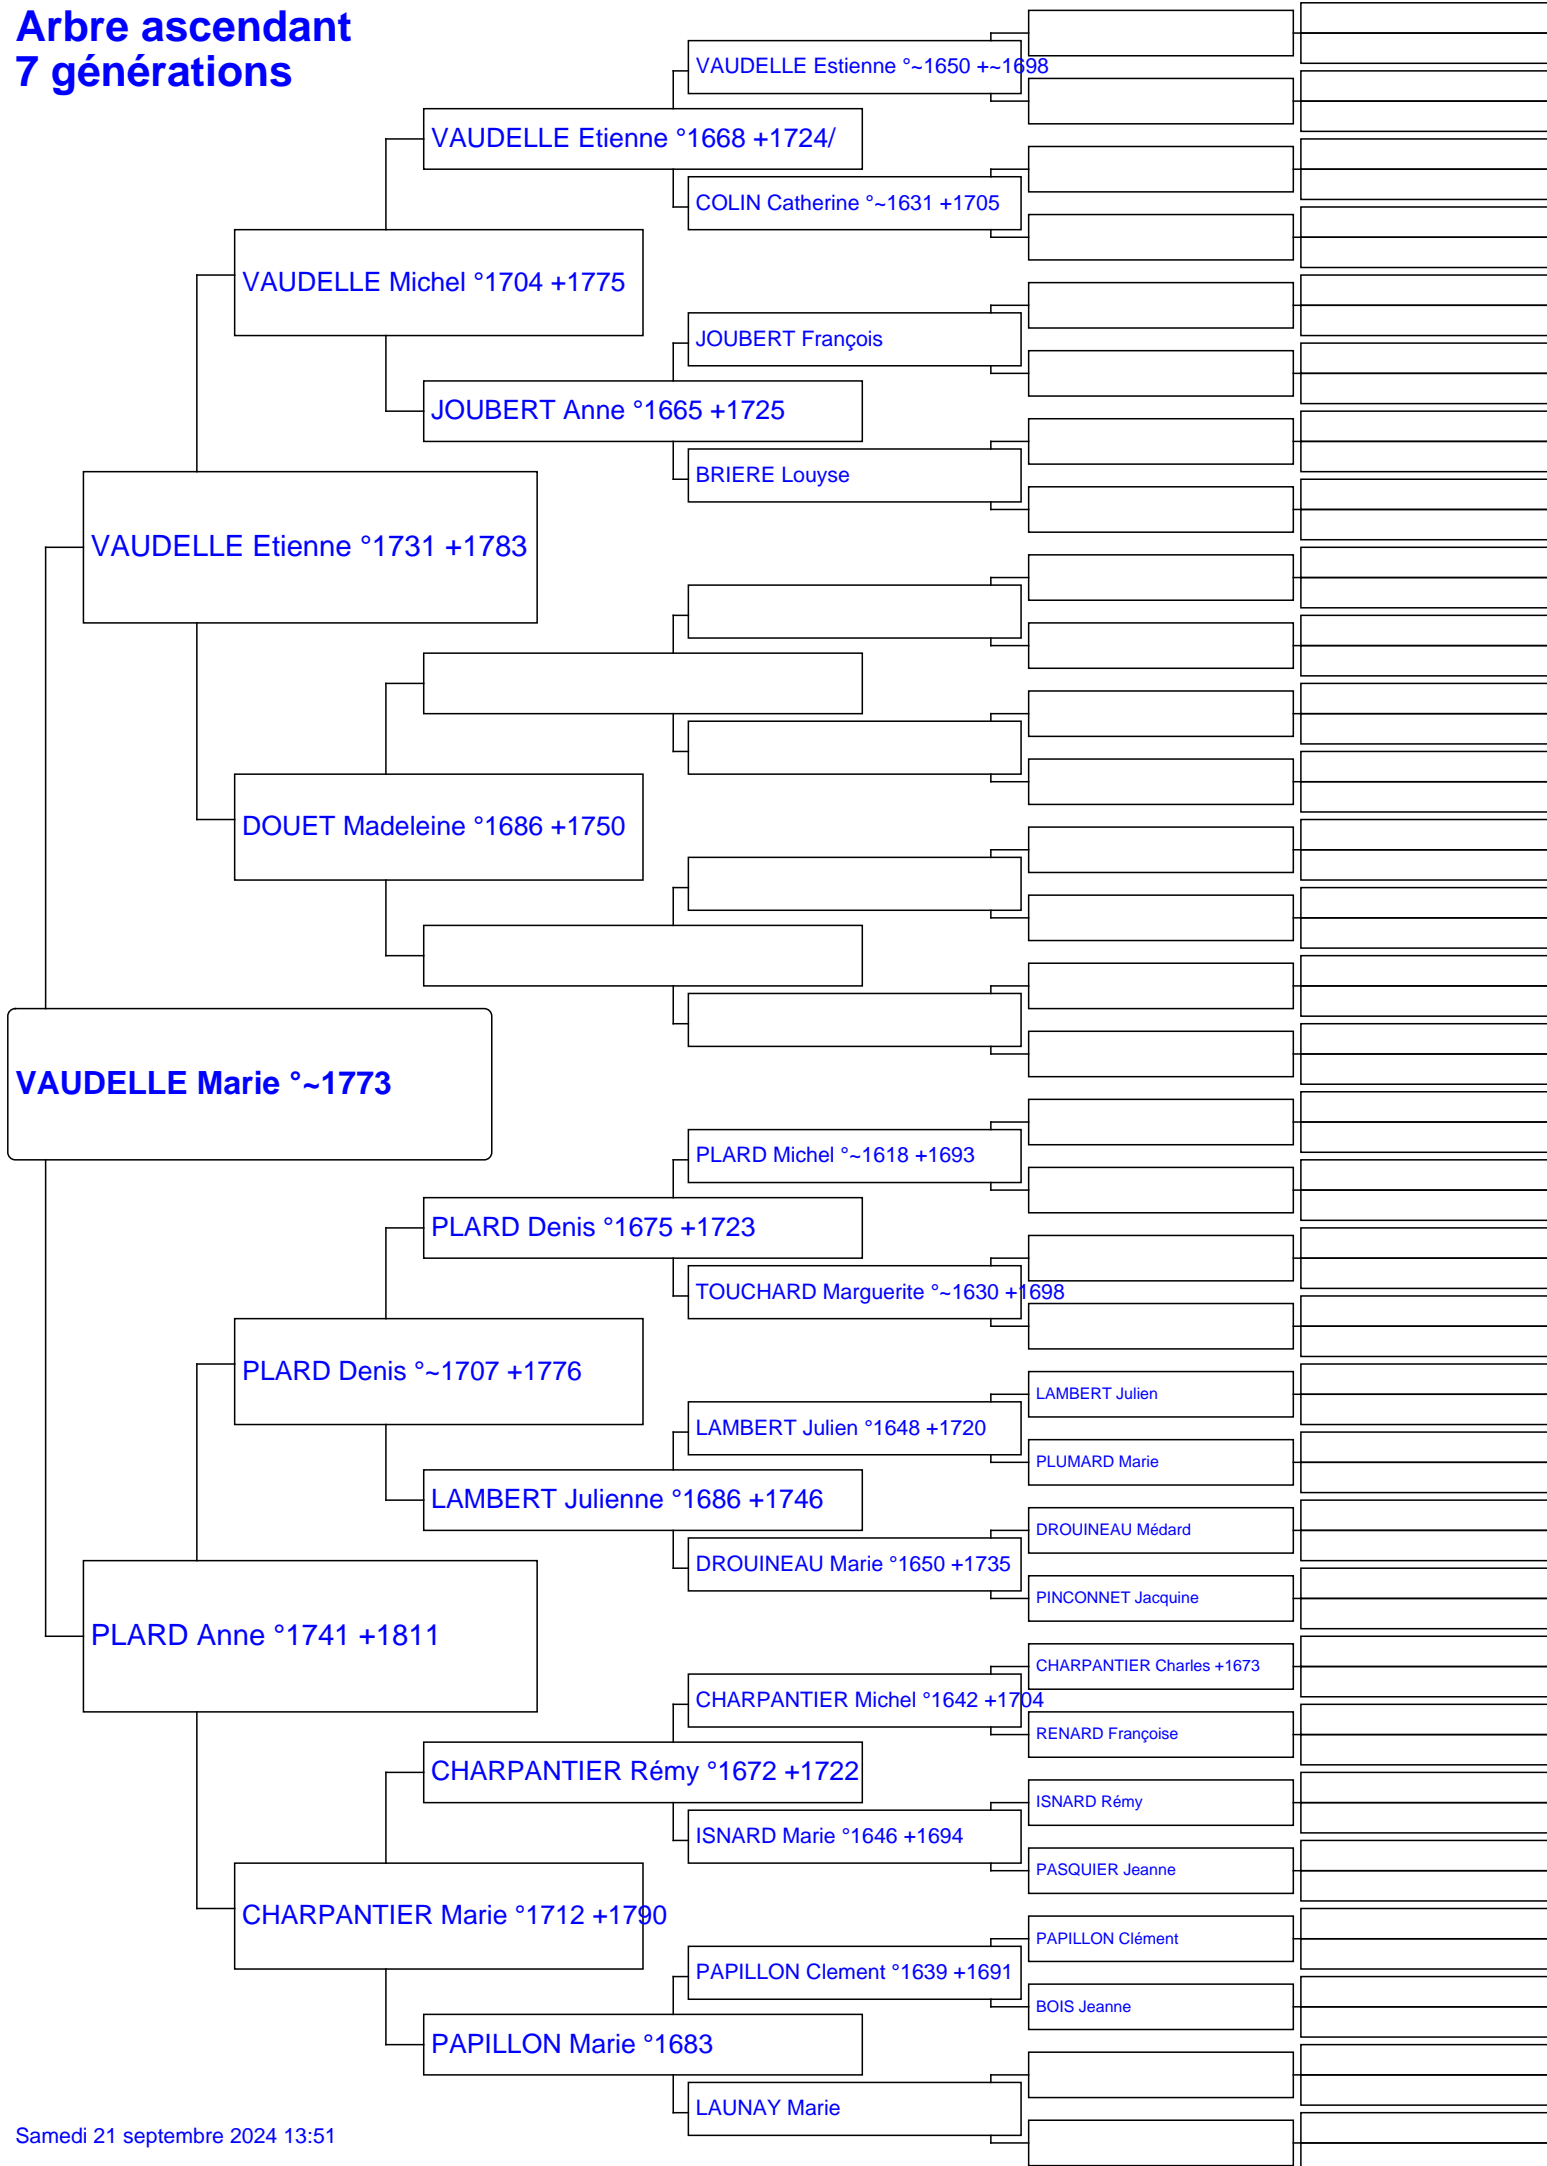 Arbre ascendant
7 générations
VAUDELLE Estienne °~1650 +~1698
VAUDELLE Etienne °1668 +1724/
COLIN Catherine °~1631 +1705
VAUDELLE Michel °1704 +1775
JOUBERT François
JOUBERT Anne °1665 +1725
BRIERE Louyse
VAUDELLE Etienne °1731 +1783
DOUET Madeleine °1686 +1750
VAUDELLE Marie °~1773
PLARD Michel °~1618 +1693
PLARD Denis °1675 +1723
TOUCHARD Marguerite °~1630 +1698
PLARD Denis °~1707 +1776
LAMBERT Julien
LAMBERT Julien °1648 +1720
PLUMARD Marie
LAMBERT Julienne °1686 +1746
DROUINEAU Médard
DROUINEAU Marie °1650 +1735
PINCONNET Jacquine
PLARD Anne °1741 +1811
CHARPANTIER Charles +1673
CHARPANTIER Michel °1642 +1704
RENARD Françoise
CHARPANTIER Rémy °1672 +1722
ISNARD Rémy
ISNARD Marie °1646 +1694
PASQUIER Jeanne
CHARPANTIER Marie °1712 +1790
PAPILLON Clément
PAPILLON Clement °1639 +1691
BOIS Jeanne
PAPILLON Marie °1683
LAUNAY Marie
Samedi 21 septembre 2024 13:51